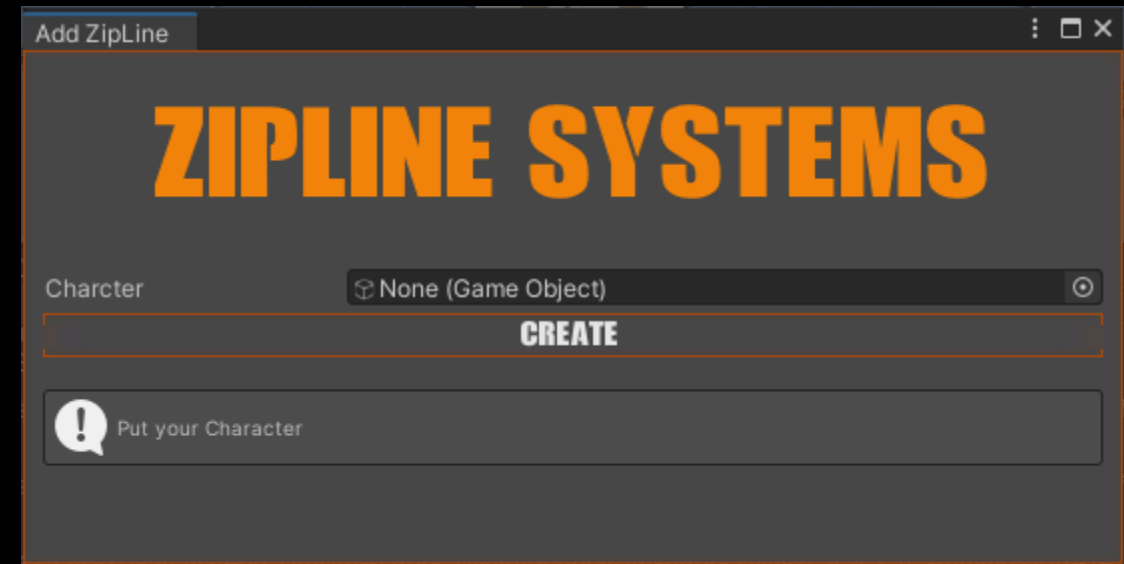 Add ZipLine
ZIPLINE SYSTEMS
Charcter None (Game Object)
CREATE
Put your Character